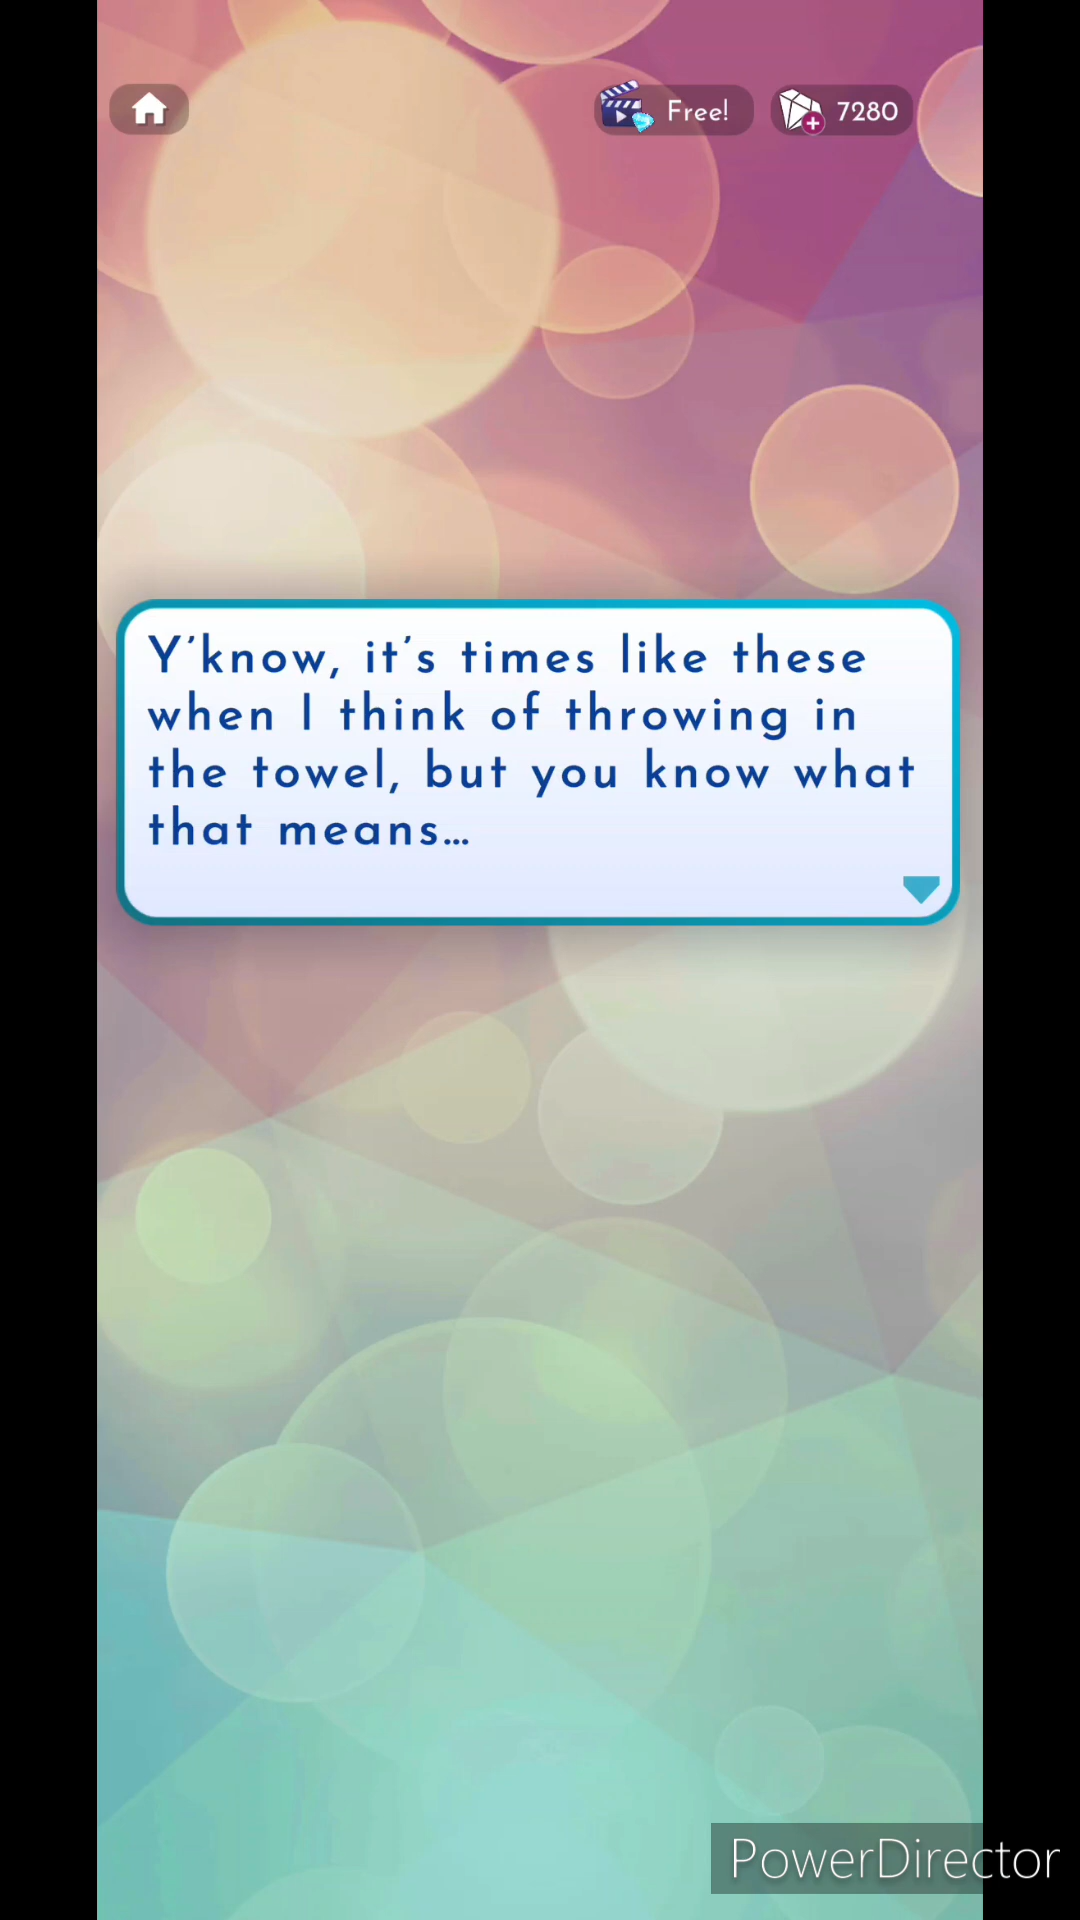 Free!
7280
Y'know, it's times like these
when I think of throwing in
the towel, but you know what
that means...
PowerDirector